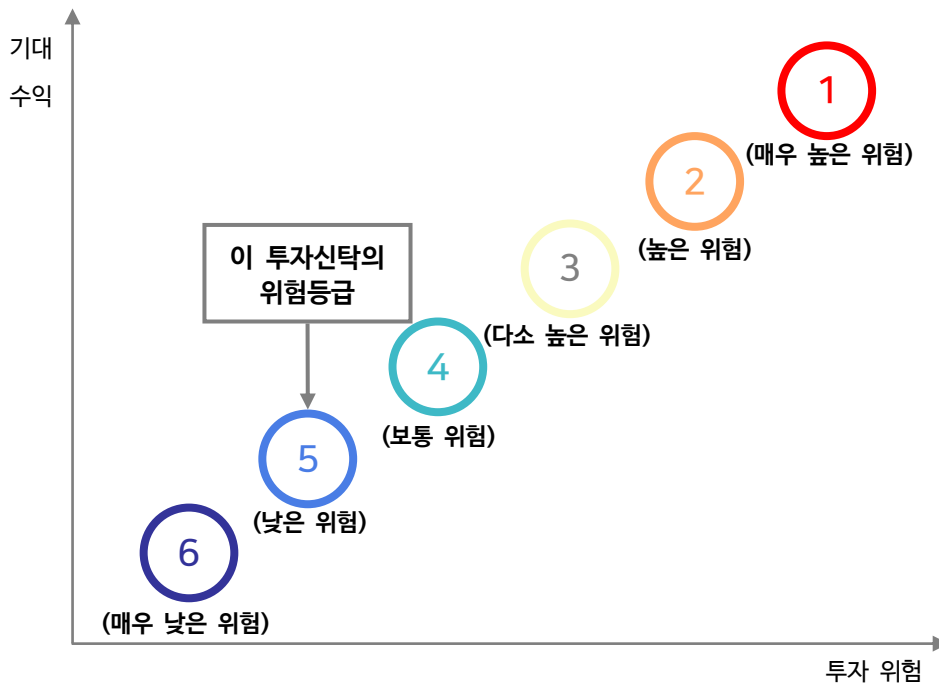 기대
수익
1
(매우 높은 위험)
2
(높은 위험)
이 투자신탁의
위험등급
3
(다소 높은 위험)
4
(보통 위험)
5
(낮은 위험)
6
(매우 낮은 위험)
투자 위험